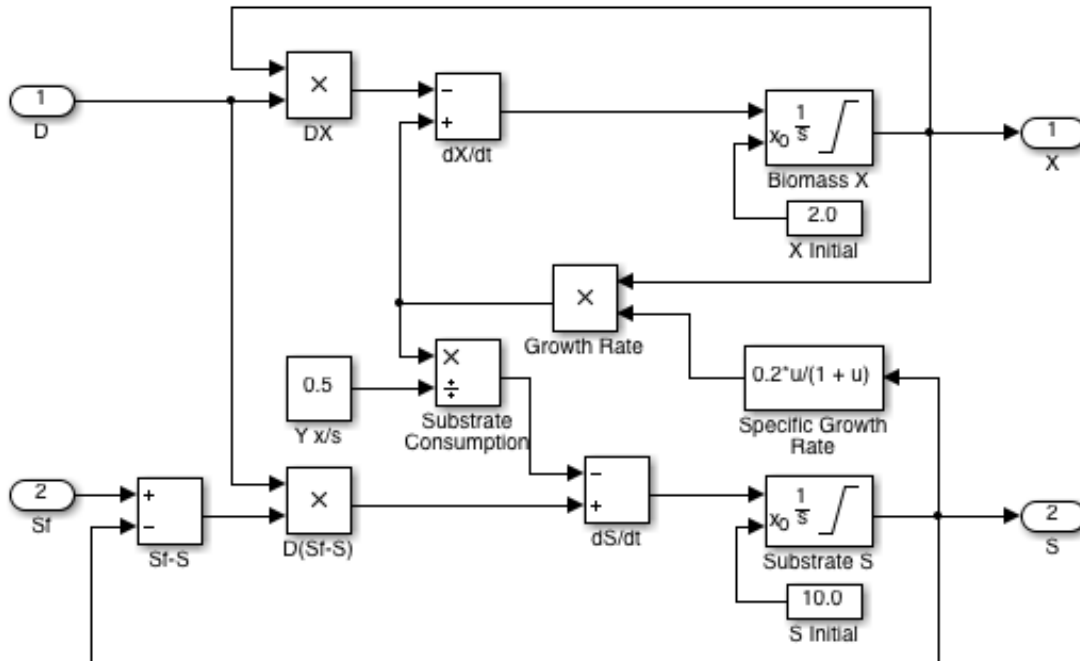 1
D
×
DX
−
+
dX/dt
x₀ 1/s
Biomass X
2.0
X Initial
1
X
×
Growth Rate
0.5
Y x/s
×
÷
Substrate
Consumption
0.2*u/(1 + u)
Specific Growth
Rate
2
Sf
+
−
Sf-S
×
D(Sf-S)
−
+
dS/dt
x₀ 1/s
Substrate S
10.0
S Initial
2
S